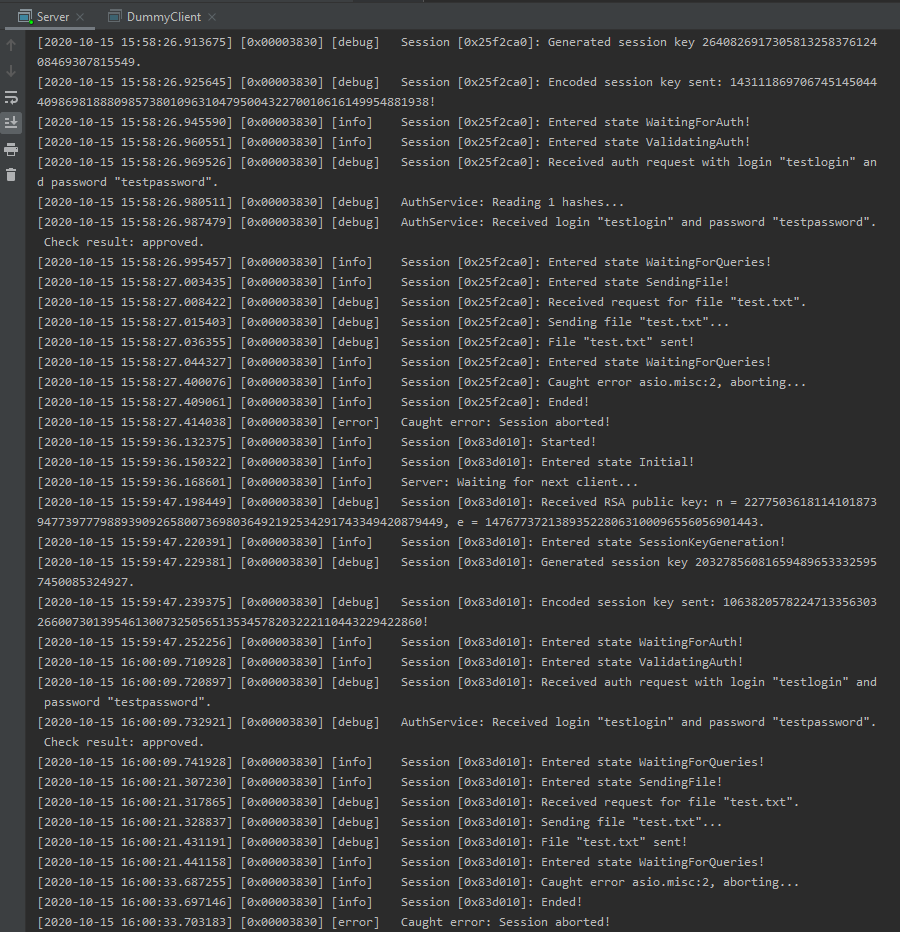 Server
DummyClient
[2020-10-15 15:58:26.913675] [0x00003830] [debug]   Session [0x25f2ca0]: Generated session key 2640826917305813258376124
08469307815549.
[2020-10-15 15:58:26.925645] [0x00003830] [debug]   Session [0x25f2ca0]: Encoded session key sent: 143111869706745145044
40986981888098573801096310479500432270010616149954881938!
[2020-10-15 15:58:26.945590] [0x00003830] [info]    Session [0x25f2ca0]: Entered state WaitingForAuth!
[2020-10-15 15:58:26.960551] [0x00003830] [info]    Session [0x25f2ca0]: Entered state ValidatingAuth!
[2020-10-15 15:58:26.969526] [0x00003830] [debug]   Session [0x25f2ca0]: Received auth request with login "testlogin" an
d password "testpassword".
[2020-10-15 15:58:26.980511] [0x00003830] [debug]   AuthService: Reading 1 hashes...
[2020-10-15 15:58:26.987479] [0x00003830] [debug]   AuthService: Received login "testlogin" and password "testpassword".
 Check result: approved.
[2020-10-15 15:58:26.995457] [0x00003830] [info]    Session [0x25f2ca0]: Entered state WaitingForQueries!
[2020-10-15 15:58:27.003435] [0x00003830] [info]    Session [0x25f2ca0]: Entered state SendingFile!
[2020-10-15 15:58:27.008422] [0x00003830] [debug]   Session [0x25f2ca0]: Received request for file "test.txt".
[2020-10-15 15:58:27.015403] [0x00003830] [debug]   Session [0x25f2ca0]: Sending file "test.txt"...
[2020-10-15 15:58:27.036355] [0x00003830] [debug]   Session [0x25f2ca0]: File "test.txt" sent!
[2020-10-15 15:58:27.044327] [0x00003830] [info]    Session [0x25f2ca0]: Entered state WaitingForQueries!
[2020-10-15 15:58:27.400076] [0x00003830] [info]    Session [0x25f2ca0]: Caught error asio.misc:2, aborting...
[2020-10-15 15:58:27.409061] [0x00003830] [info]    Session [0x25f2ca0]: Ended!
[2020-10-15 15:58:27.414038] [0x00003830] [error]   Caught error: Session aborted!
[2020-10-15 15:59:36.132375] [0x00003830] [info]    Session [0x83d010]: Started!
[2020-10-15 15:59:36.150322] [0x00003830] [info]    Session [0x83d010]: Entered state Initial!
[2020-10-15 15:59:36.168601] [0x00003830] [info]    Server: Waiting for next client...
[2020-10-15 15:59:47.198449] [0x00003830] [debug]   Session [0x83d010]: Received RSA public key: n = 2277503618114101873
94773977798893909265800736980364921925342917433494208​79449, e = 147677372138935228063100096556056901443.
[2020-10-15 15:59:47.220391] [0x00003830] [info]    Session [0x83d010]: Entered state SessionKeyGeneration!
[2020-10-15 15:59:47.229381] [0x00003830] [debug]   Session [0x83d010]: Generated session key 20327856081659489653332595
7450085324927.
[2020-10-15 15:59:47.239375] [0x00003830] [debug]   Session [0x83d010]: Encoded session key sent: 1063820578224713356303
26600730139546130073250565135345782032221104432294​22860!
[2020-10-15 15:59:47.252256] [0x00003830] [info]    Session [0x83d010]: Entered state WaitingForAuth!
[2020-10-15 16:00:09.710928] [0x00003830] [info]    Session [0x83d010]: Entered state ValidatingAuth!
[2020-10-15 16:00:09.720897] [0x00003830] [debug]   Session [0x83d010]: Received auth request with login "testlogin" and
 password "testpassword".
[2020-10-15 16:00:09.732921] [0x00003830] [debug]   AuthService: Received login "testlogin" and password "testpassword".
 Check result: approved.
[2020-10-15 16:00:09.741928] [0x00003830] [info]    Session [0x83d010]: Entered state WaitingForQueries!
[2020-10-15 16:00:21.307230] [0x00003830] [info]    Session [0x83d010]: Entered state SendingFile!
[2020-10-15 16:00:21.317865] [0x00003830] [debug]   Session [0x83d010]: Received request for file "test.txt".
[2020-10-15 16:00:21.328837] [0x00003830] [debug]   Session [0x83d010]: Sending file "test.txt"...
[2020-10-15 16:00:21.431191] [0x00003830] [debug]   Session [0x83d010]: File "test.txt" sent!
[2020-10-15 16:00:21.441158] [0x00003830] [info]    Session [0x83d010]: Entered state WaitingForQueries!
[2020-10-15 16:00:33.687255] [0x00003830] [info]    Session [0x83d010]: Caught error asio.misc:2, aborting...
[2020-10-15 16:00:33.697146] [0x00003830] [info]    Session [0x83d010]: Ended!
[2020-10-15 16:00:33.703183] [0x00003830] [error]   Caught error: Session aborted!